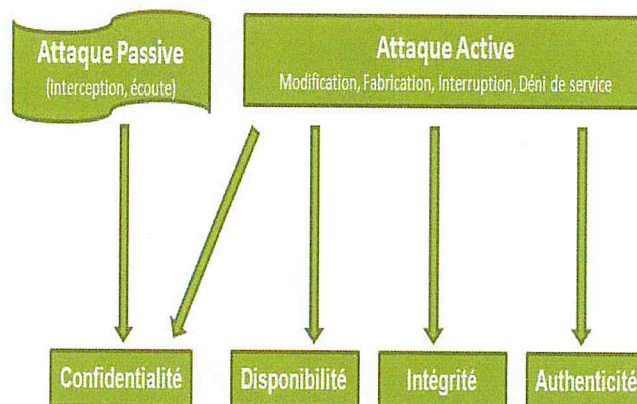 Attaque Passive
(interception, écoute)
Attaque Active
Modification, Fabrication, Interruption, Déni de service
Confidentialité
Disponibilité
Intégrité
Authenticité